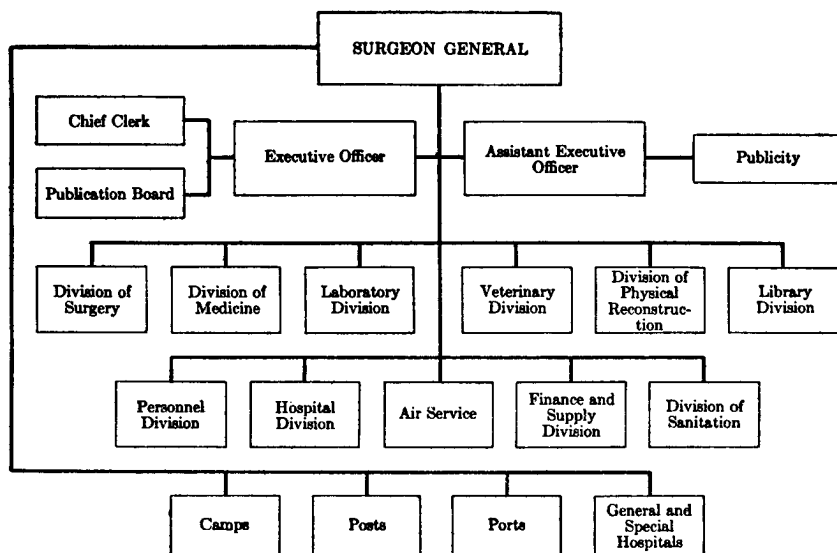 SURGEON GENERAL
Chief Clerk
Publication Board
Executive Officer
Assistant Executive
Officer
Publicity
Division of
Surgery
Division of
Medicine
Laboratory
Division
Veterinary
Division
Division of
Physical
Reconstruc-
tion
Library
Division
Personnel
Division
Hospital
Division
Air Service
Finance and
Supply
Division
Division of
Sanitation
Camps
Posts
Ports
General and
Special
Hospitals